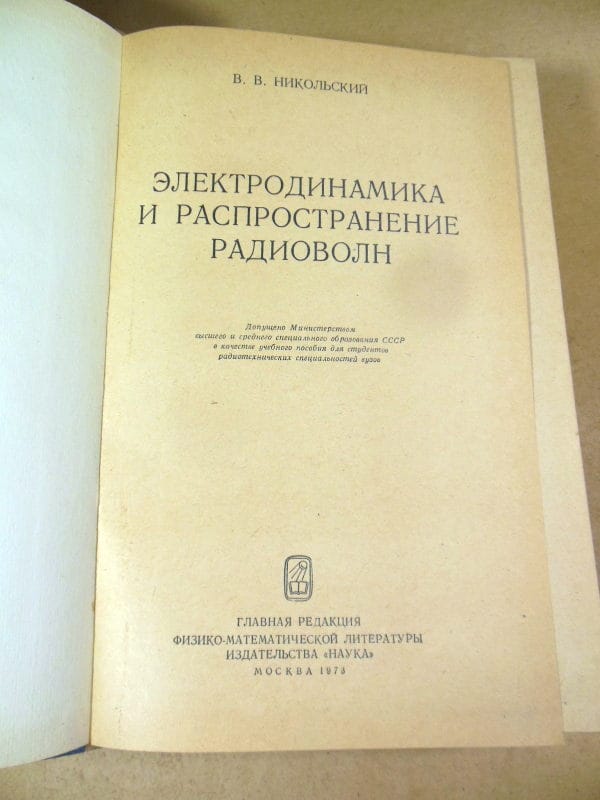 В. В. НИКОЛЬСКИЙ
ЭЛЕКТРОДИНАМИКА
И РАСПРОСТРАНЕНИЕ
РАДИОВОЛН
Допущено Министерством
высшего и среднего специального образования СССР
в качестве учебного пособия для студентов
радиотехнических специальностей вузов
ГЛАВНАЯ РЕДАКЦИЯ
ФИЗИКО-МАТЕМАТИЧЕСКОЙ ЛИТЕРАТУРЫ
ИЗДАТЕЛЬСТВА «НАУКА»
МОСКВА 1973